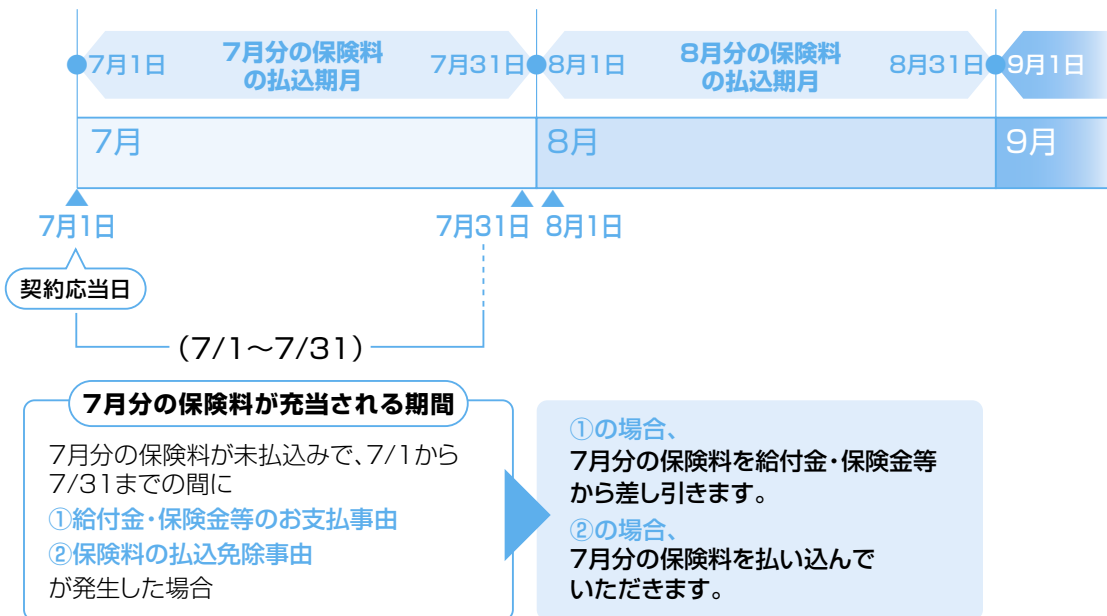 7月1日
7月分の保険料
の払込期月
7月31日
8月1日
8月分の保険料
の払込期月
8月31日
9月1日
7月
8月
9月
7月1日
7月31日
8月1日
契約応当日
（7/1～7/31）
7月分の保険料が充当される期間
7月分の保険料が未払込みで、7/1から
7/31までの間に
①給付金・保険金等のお支払事由
②保険料の払込免除事由
が発生した場合
①の場合、
7月分の保険料を給付金・保険金等
から差し引きます。
②の場合、
7月分の保険料を払い込んで
いただきます。